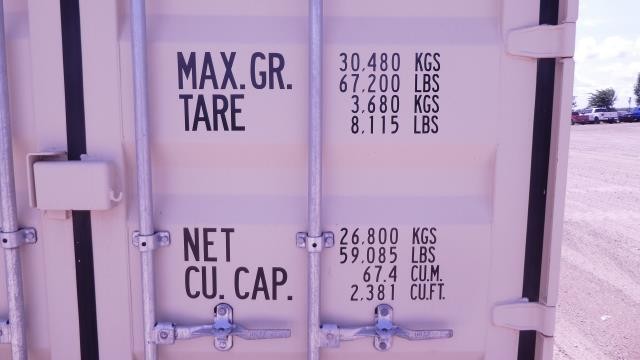 MAX.GR. 30,480 KGS
67,200 LBS
TARE 3,680 KGS
8,115 LBS
NET 26,800 KGS
59,085 LBS
CU. CAP. 67.4 CU.M.
2,381 CU.FT.